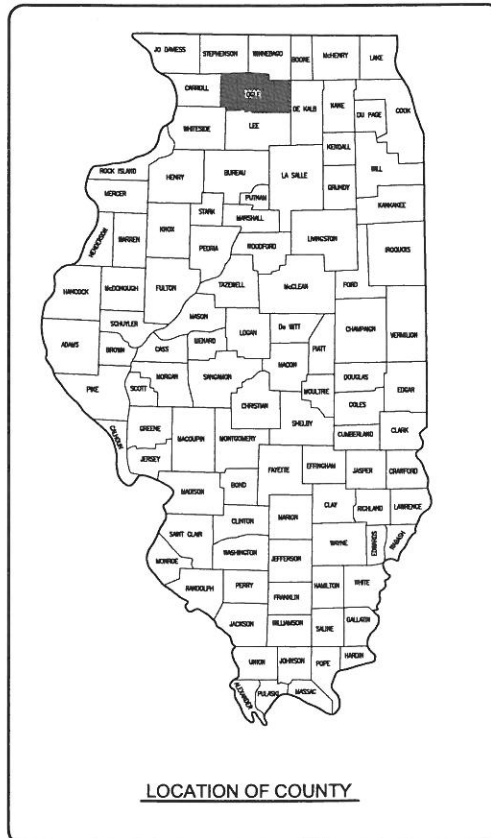 JO DAVIESS
STEPHENSON
WINNEBAGO
BOONE
McHENRY
LAKE
CARROLL
OGLE
DE KALB
KANE
COOK
DU PAGE
WHITESIDE
LEE
KENDALL
WILL
ROCK ISLAND
HENRY
BUREAU
LA SALLE
GRUNDY
MERCER
PUTNAM
KANKAKEE
STARK
MARSHALL
HENDERSON
WARREN
KNOX
PEORIA
WOODFORD
LIVINGSTON
IROQUOIS
HANCOCK
McDONOUGH
FULTON
TAZEWELL
McCLEAN
FORD
MASON
SCHUYLER
LOGAN
De WITT
CHAMPAIGN
VERMILION
ADAMS
BROWN
CASS
MENARD
PIATT
MACON
PIKE
SCOTT
MORGAN
SANGAMON
MOULTRIE
DOUGLAS
EDGAR
COLES
CHRISTIAN
CALHOUN
GREENE
MACOUPIN
MONTGOMERY
SHELBY
CUMBERLAND
CLARK
JERSEY
FAYETTE
EFFINGHAM
JASPER
CRAWFORD
MADISON
BOND
CLAY
RICHLAND
LAWRENCE
CLINTON
MARION
SAINT CLAIR
WAYNE
EDWARDS
WABASH
WASHINGTON
JEFFERSON
MONROE
RANDOLPH
PERRY
HAMILTON
WHITE
FRANKLIN
JACKSON
WILLIAMSON
SALINE
GALLATIN
UNION
JOHNSON
POPE
HARDIN
ALEXANDER
PULASKI
MASSAC
LOCATION OF COUNTY